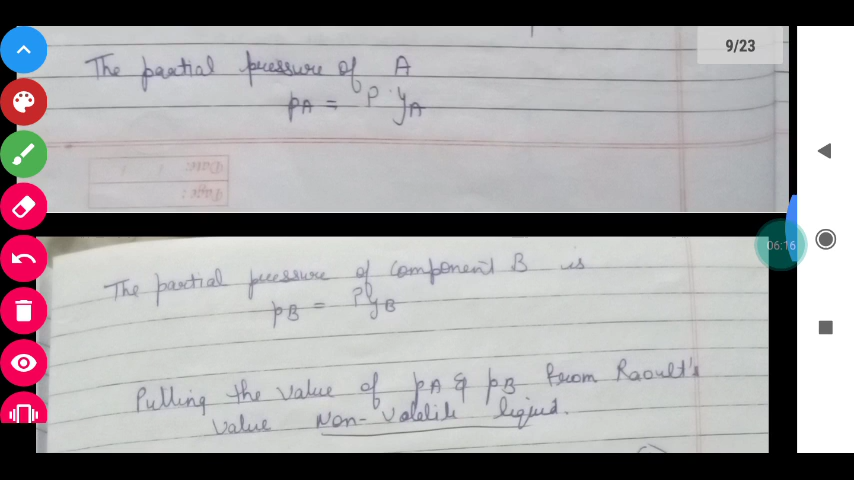 9/23
The partial pressure of A
pA = P·yA
Date:
Page:
06:16
The partial pressure of component B is
pB = PyB
Putting the value of pA & pB from Raoult's
value Non-volatile liquid.